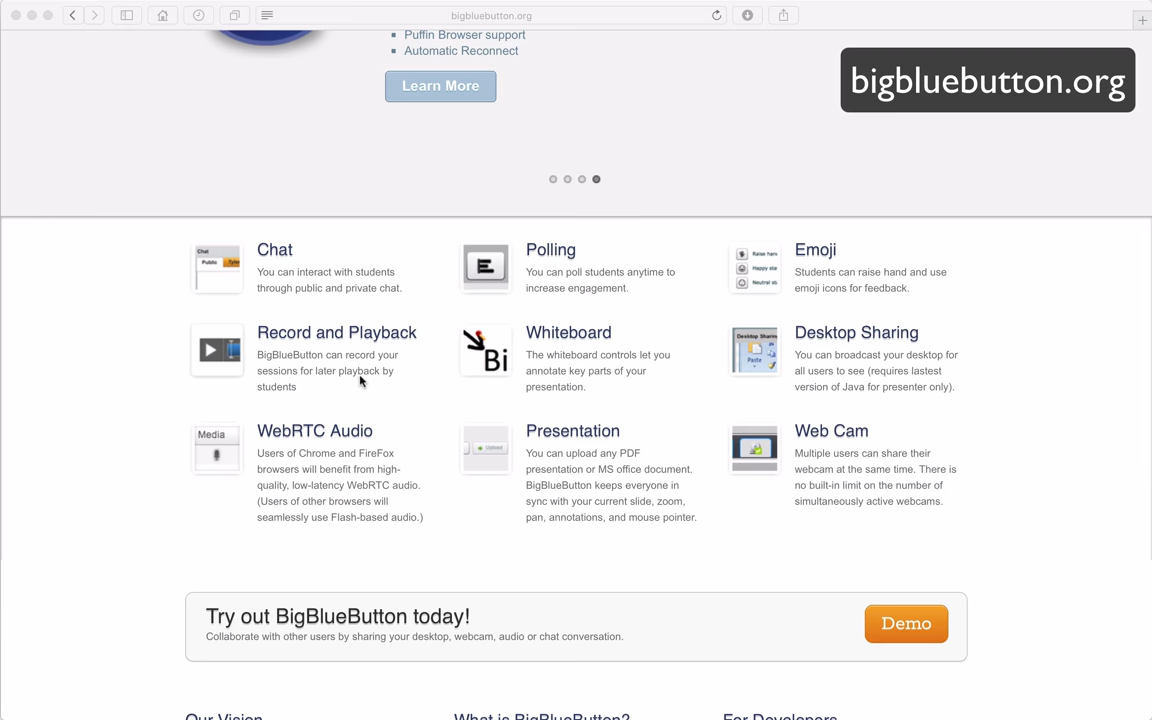 bigbluebutton.org
Puffin Browser support
Automatic Reconnect
bigbluebutton.org
Learn More
Chat
You can interact with students
through public and private chat.
Polling
You can poll students anytime to
increase engagement.
Emoji
Students can raise hand and use
emoji icons for feedback.
Record and Playback
BigBlueButton can record your
sessions for later playback by
students
Whiteboard
The whiteboard controls let you
annotate key parts of your
presentation.
Desktop Sharing
You can broadcast your desktop for
all users to see (requires lastest
version of Java for presenter only).
WebRTC Audio
Users of Chrome and FireFox
browsers will benefit from high-
quality, low-latency WebRTC audio.
(Users of other browsers will
seamlessly use Flash-based audio.)
Presentation
You can upload any PDF
presentation or MS office document.
BigBlueButton keeps everyone in
sync with your current slide, zoom,
pan, annotations, and mouse pointer.
Web Cam
Multiple users can share their
webcam at the same time. There is
no built-in limit on the number of
simultaneously active webcams.
Try out BigBlueButton today!
Collaborate with other users by sharing your desktop, webcam, audio or chat conversation.
Demo
Our Vision
What is BigBlueButton?
For Developers